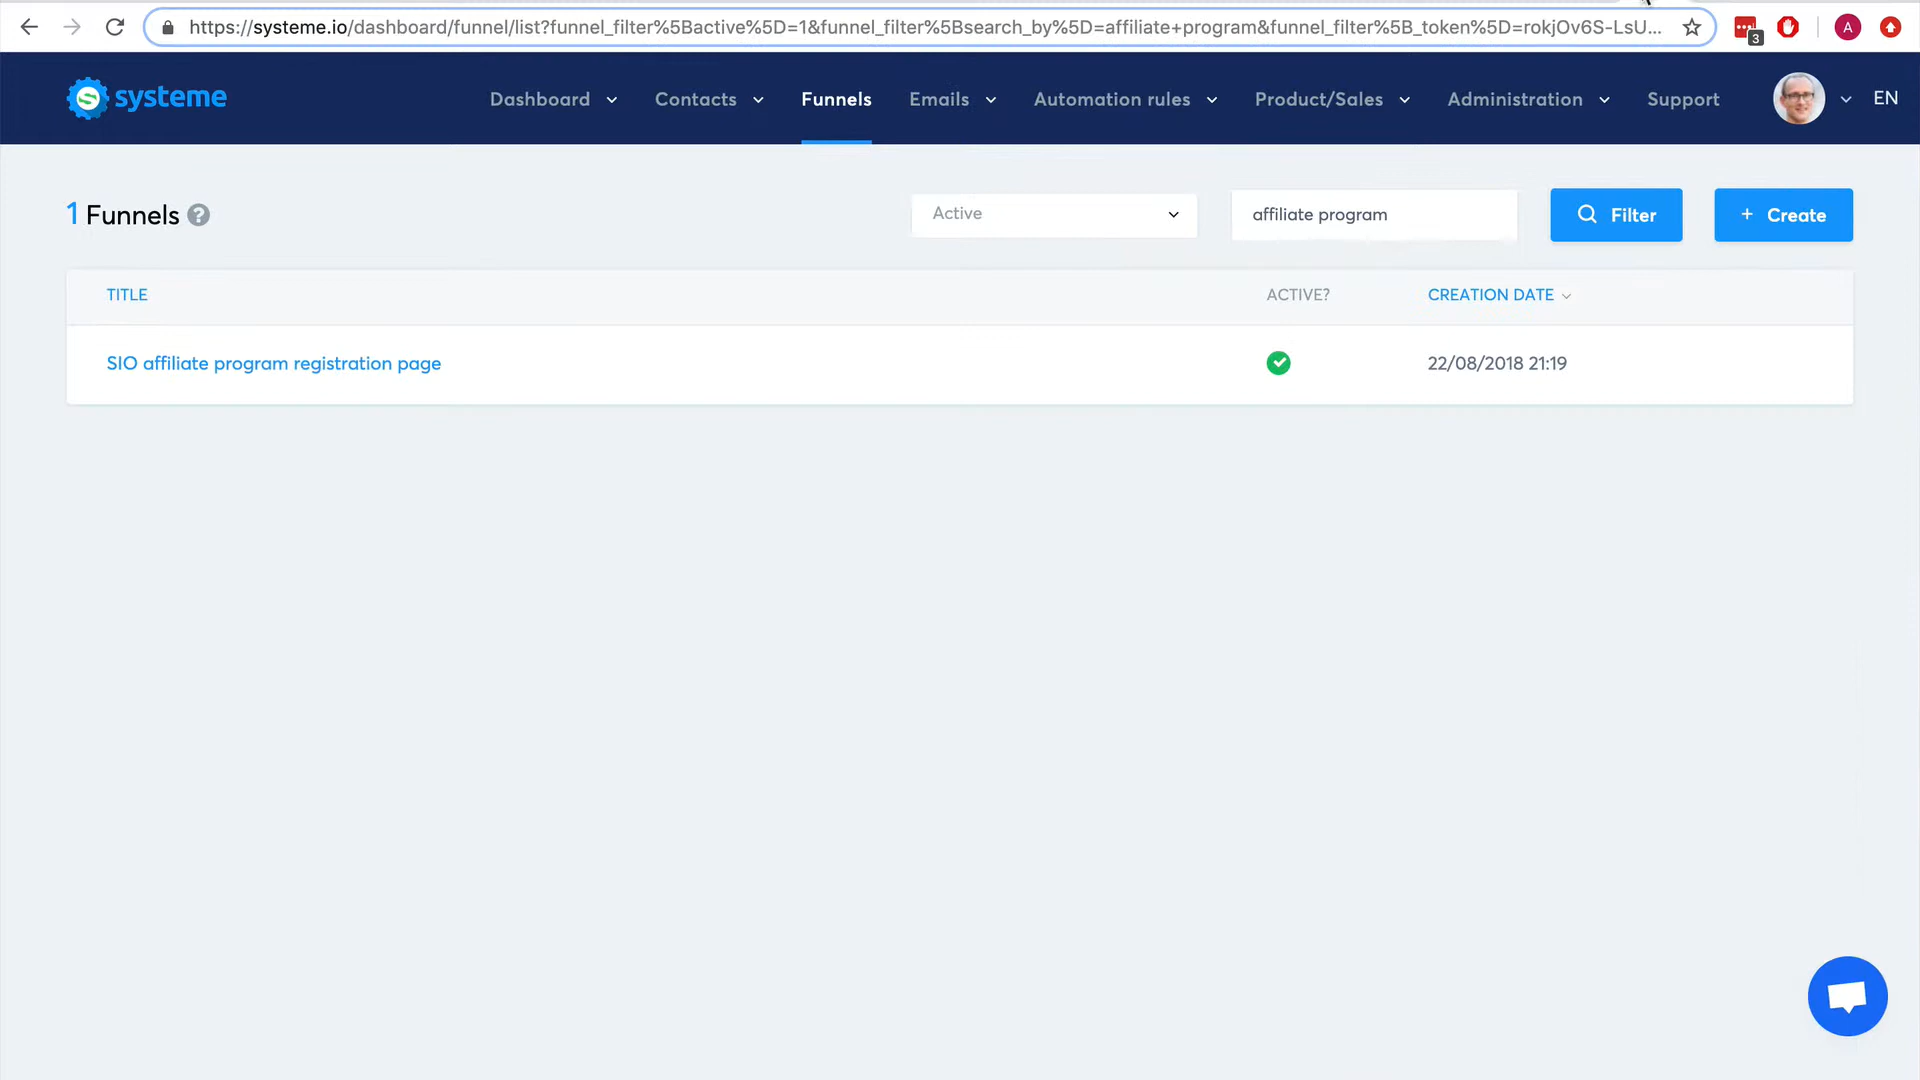 https://systeme.io/dashboard/funnel/list?funnel_filter%5Bactive%5D=1&funnel_filter%5Bsearch_by%5D=affiliate+program&funnel_filter%5B_token%5D=rokjOv6S-LsU...
3
A
systeme
Dashboard
Contacts
Funnels
Emails
Automation rules
Product/Sales
Administration
Support
EN
1 Funnels ?
Active
affiliate program
Filter
+ Create
TITLE
ACTIVE?
CREATION DATE
SIO affiliate program registration page
22/08/2018 21:19